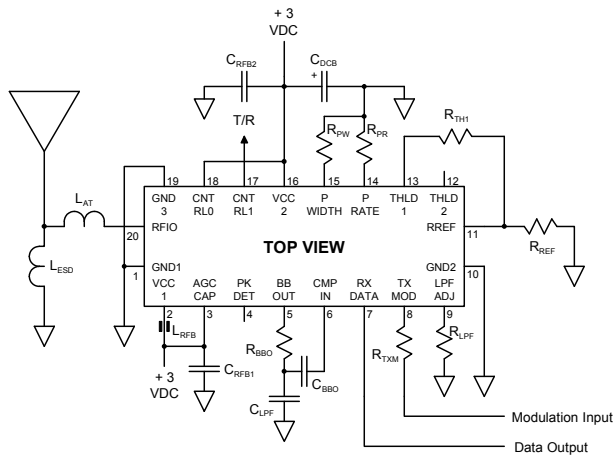 + 3
VDC
CRFB2
CDCB
+
T/R
RPW
RPR
RTH1
19
18
17
16
15
14
13
12
GND
3
CNT
RL0
CNT
RL1
VCC
2
P
WIDTH
P
RATE
THLD
1
THLD
2
LAT
RFIO
20
TOP VIEW
RREF
11
RREF
LESD
GND1
1
GND2
10
VCC
1
AGC
CAP
PK
DET
BB
OUT
CMP
IN
RX
DATA
TX
MOD
LPF
ADJ
2
3
4
5
6
7
8
9
LRFB
RBBO
RTXM
RLPF
+ 3
VDC
CRFB1
CBBO
CLPF
Modulation Input
Data Output